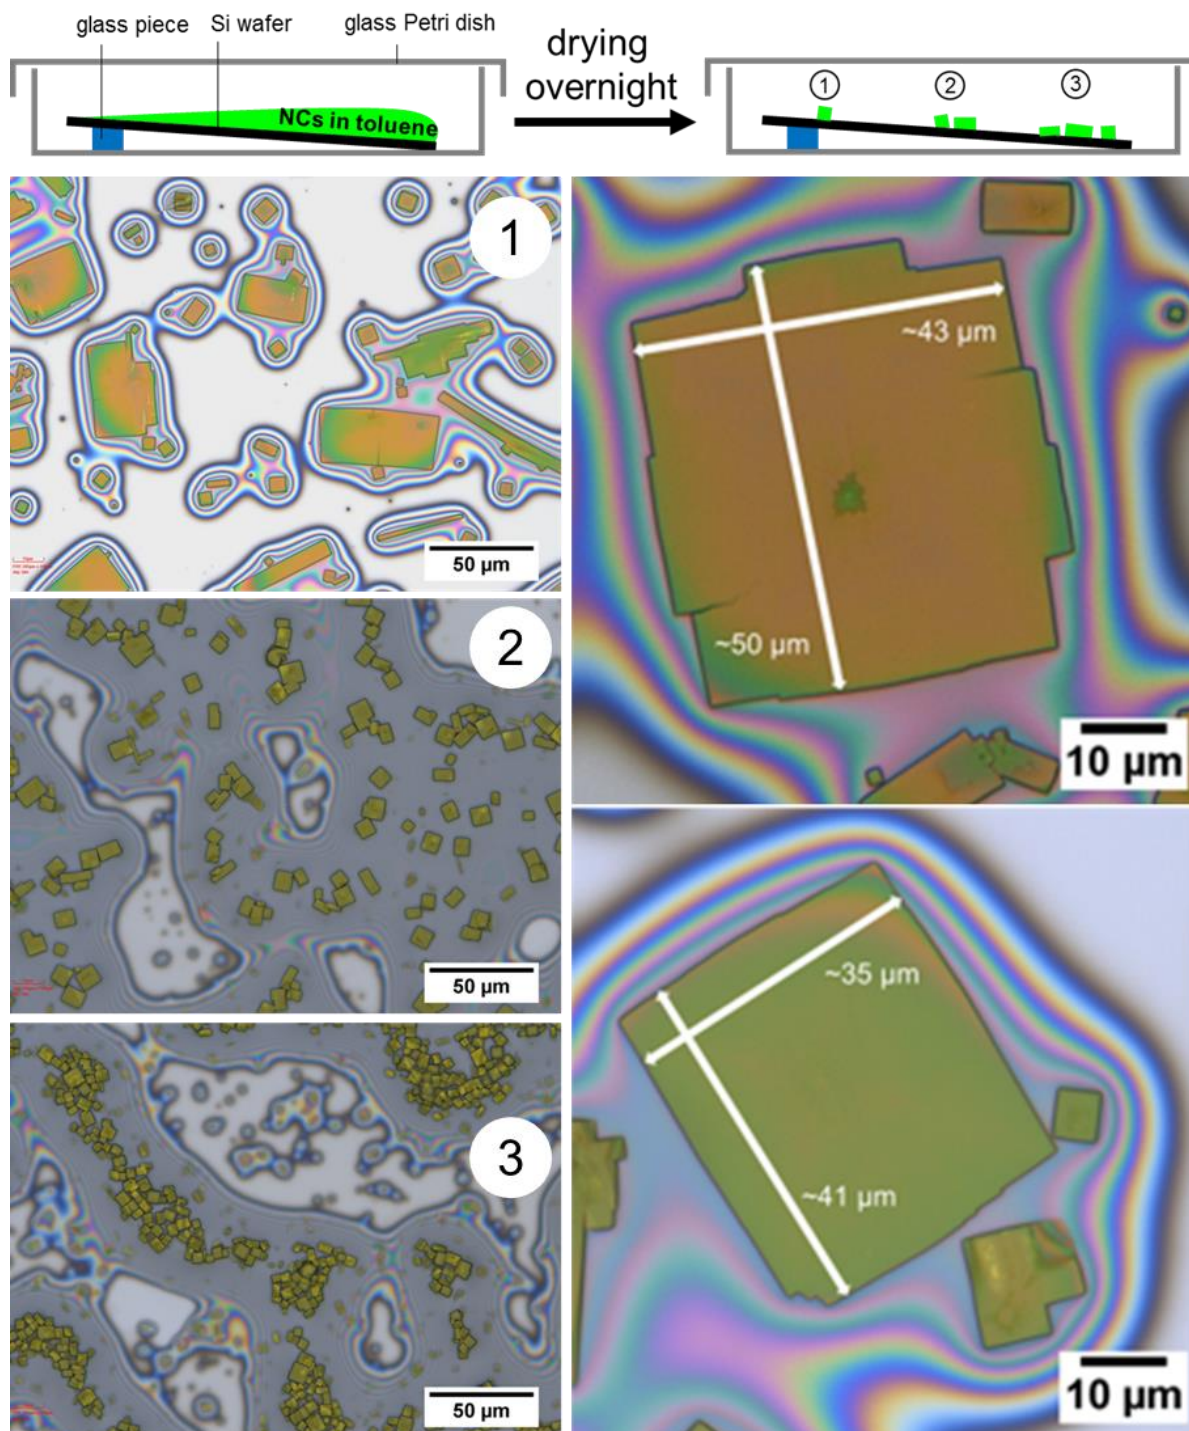 glass piece
Si wafer
glass Petri dish
drying
overnight
NCs in toluene
1
2
3
1
50 µm
~43 µm
~50 µm
10 µm
2
50 µm
~35 µm
~41 µm
10 µm
3
50 µm